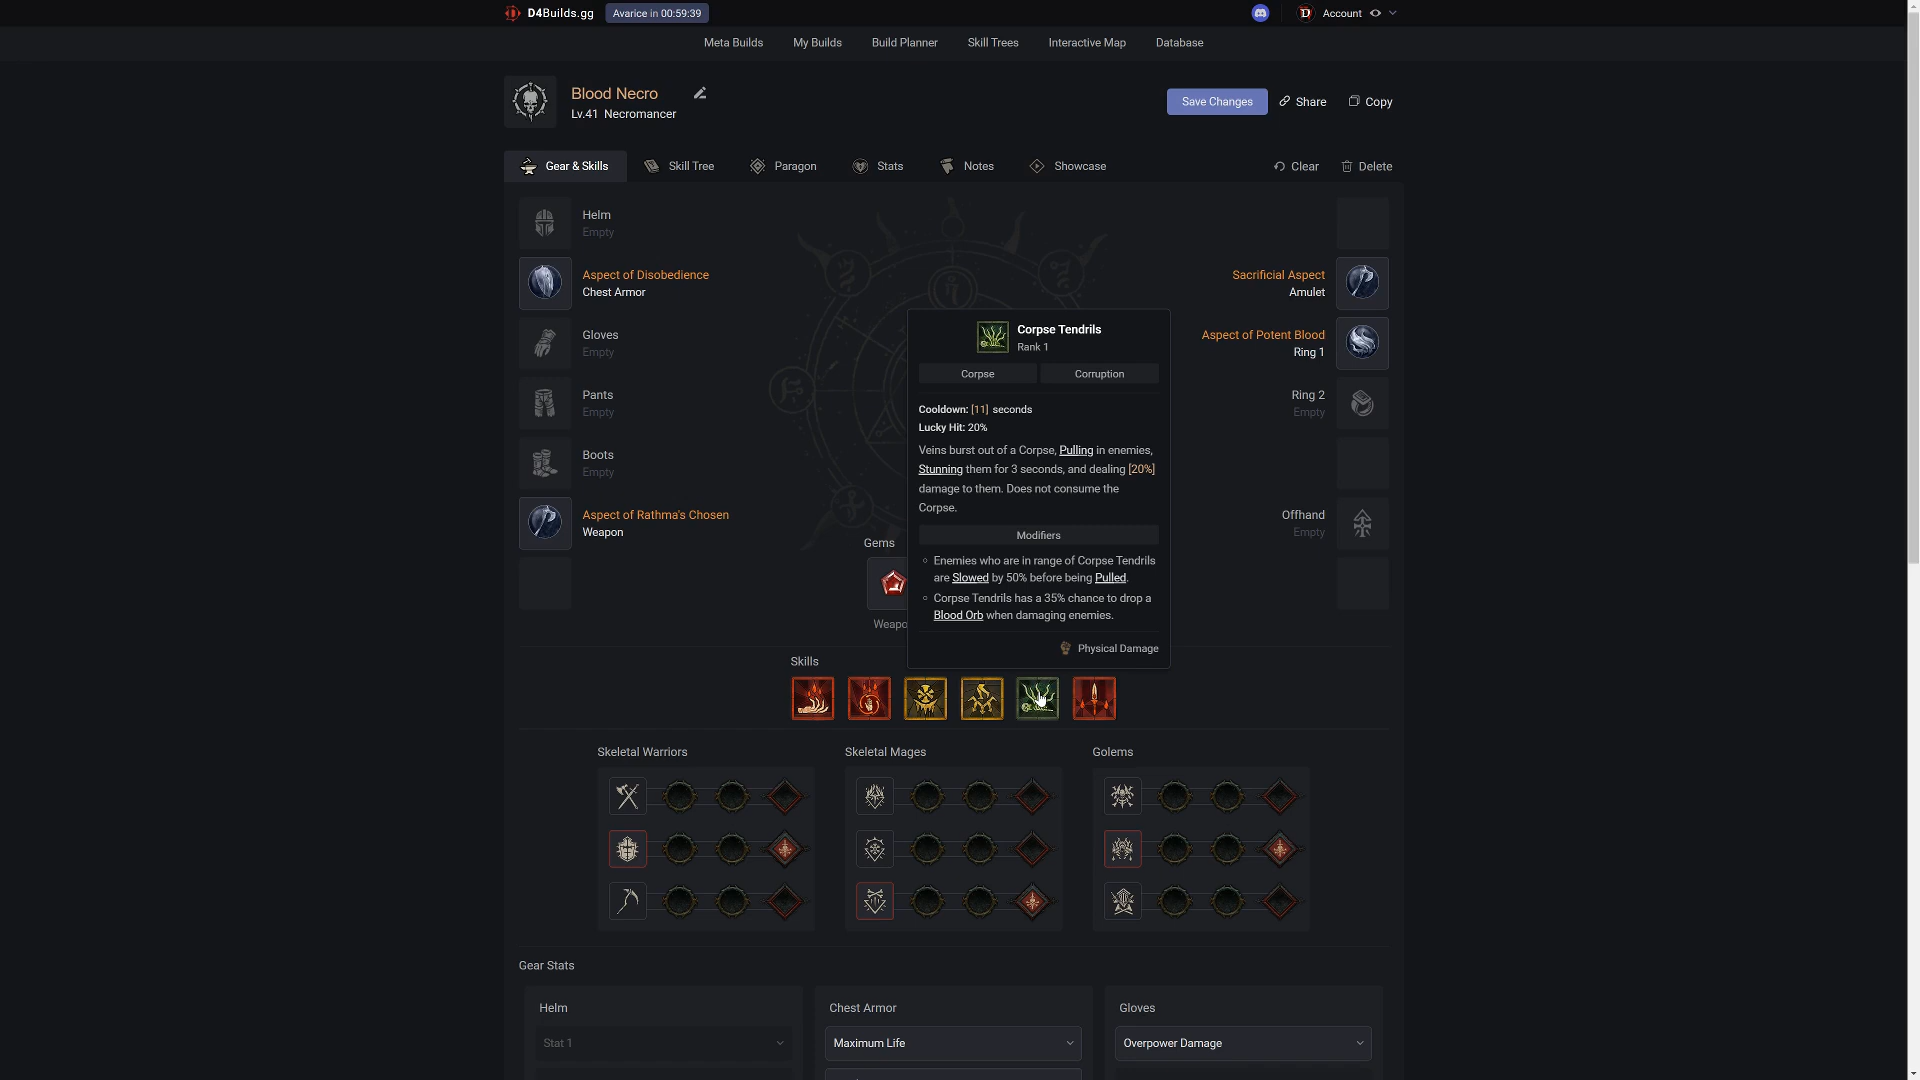 D4Builds.gg
Avarice in 00:59:39
Account
Meta Builds
My Builds
Build Planner
Skill Trees
Interactive Map
Database
Blood Necro
Lv.41 Necromancer
Save Changes
Share
Copy
Gear & Skills
Skill Tree
Paragon
Stats
Notes
Showcase
Clear
Delete
Helm
Empty
Aspect of Disobedience
Chest Armor
Gloves
Empty
Pants
Empty
Boots
Empty
Aspect of Rathma's Chosen
Weapon
Sacrificial Aspect
Amulet
Aspect of Potent Blood
Ring 1
Ring 2
Empty
Offhand
Empty
Gems
Weapo
Corpse Tendrils
Rank 1
Corpse
Corruption
Cooldown: [11] seconds
Lucky Hit: 20%
Veins burst out of a Corpse, Pulling in enemies,
Stunning them for 3 seconds, and dealing [20%]
damage to them. Does not consume the
Corpse.
Modifiers
Enemies who are in range of Corpse Tendrils
are Slowed by 50% before being Pulled.
Corpse Tendrils has a 35% chance to drop a
Blood Orb when damaging enemies.
Physical Damage
Skills
Skeletal Warriors
Skeletal Mages
Golems
Gear Stats
Helm
Stat 1
Chest Armor
Maximum Life
Gloves
Overpower Damage